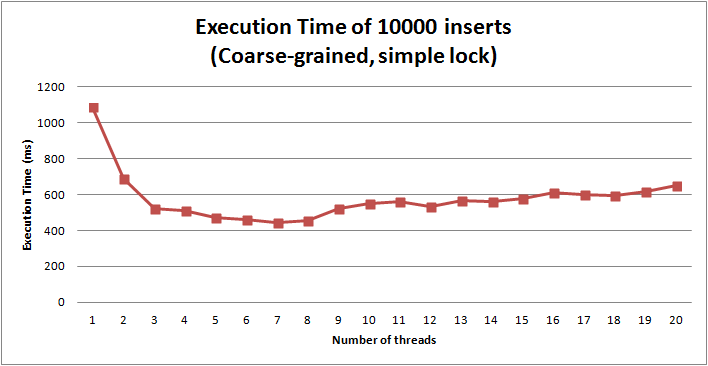 Execution Time of 10000 inserts
(Coarse-grained, simple lock)
Execution Time (ms)
1200
1000
800
600
400
200
0
1 2 3 4 5 6 7 8 9 10 11 12 13 14 15 16 17 18 19 20
Number of threads